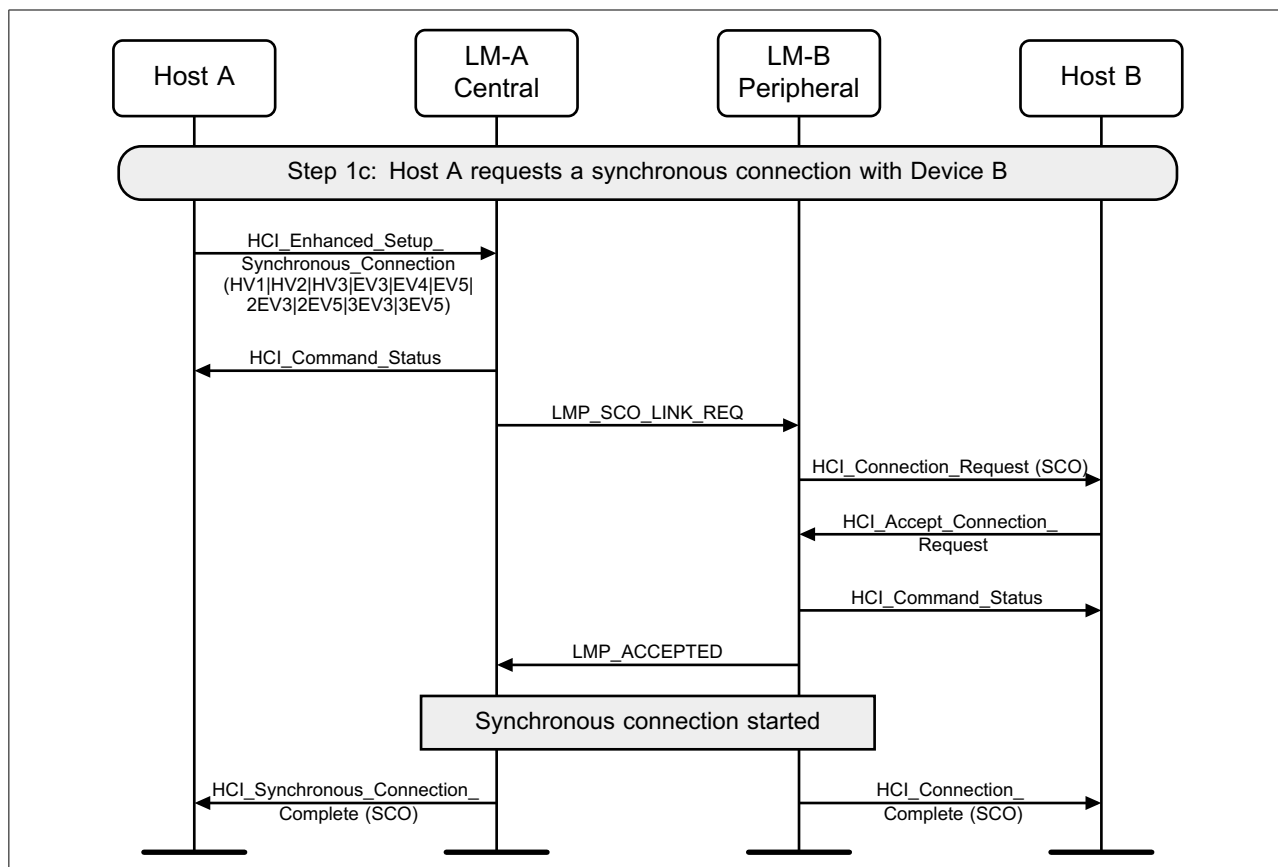 Host A
LM-A
Central
LM-B
Peripheral
Host B
Step 1c: Host A requests a synchronous connection with Device B
HCI_Enhanced_Setup_
Synchronous_Connection
(HV1|HV2|HV3|EV3|EV4|EV5|
2EV3|2EV5|3EV3|3EV5)
HCI_Command_Status
LMP_SCO_LINK_REQ
HCI_Connection_Request (SCO)
HCI_Accept_Connection_
Request
HCI_Command_Status
LMP_ACCEPTED
Synchronous connection started
HCI_Synchronous_Connection_
Complete (SCO)
HCI_Connection_
Complete (SCO)